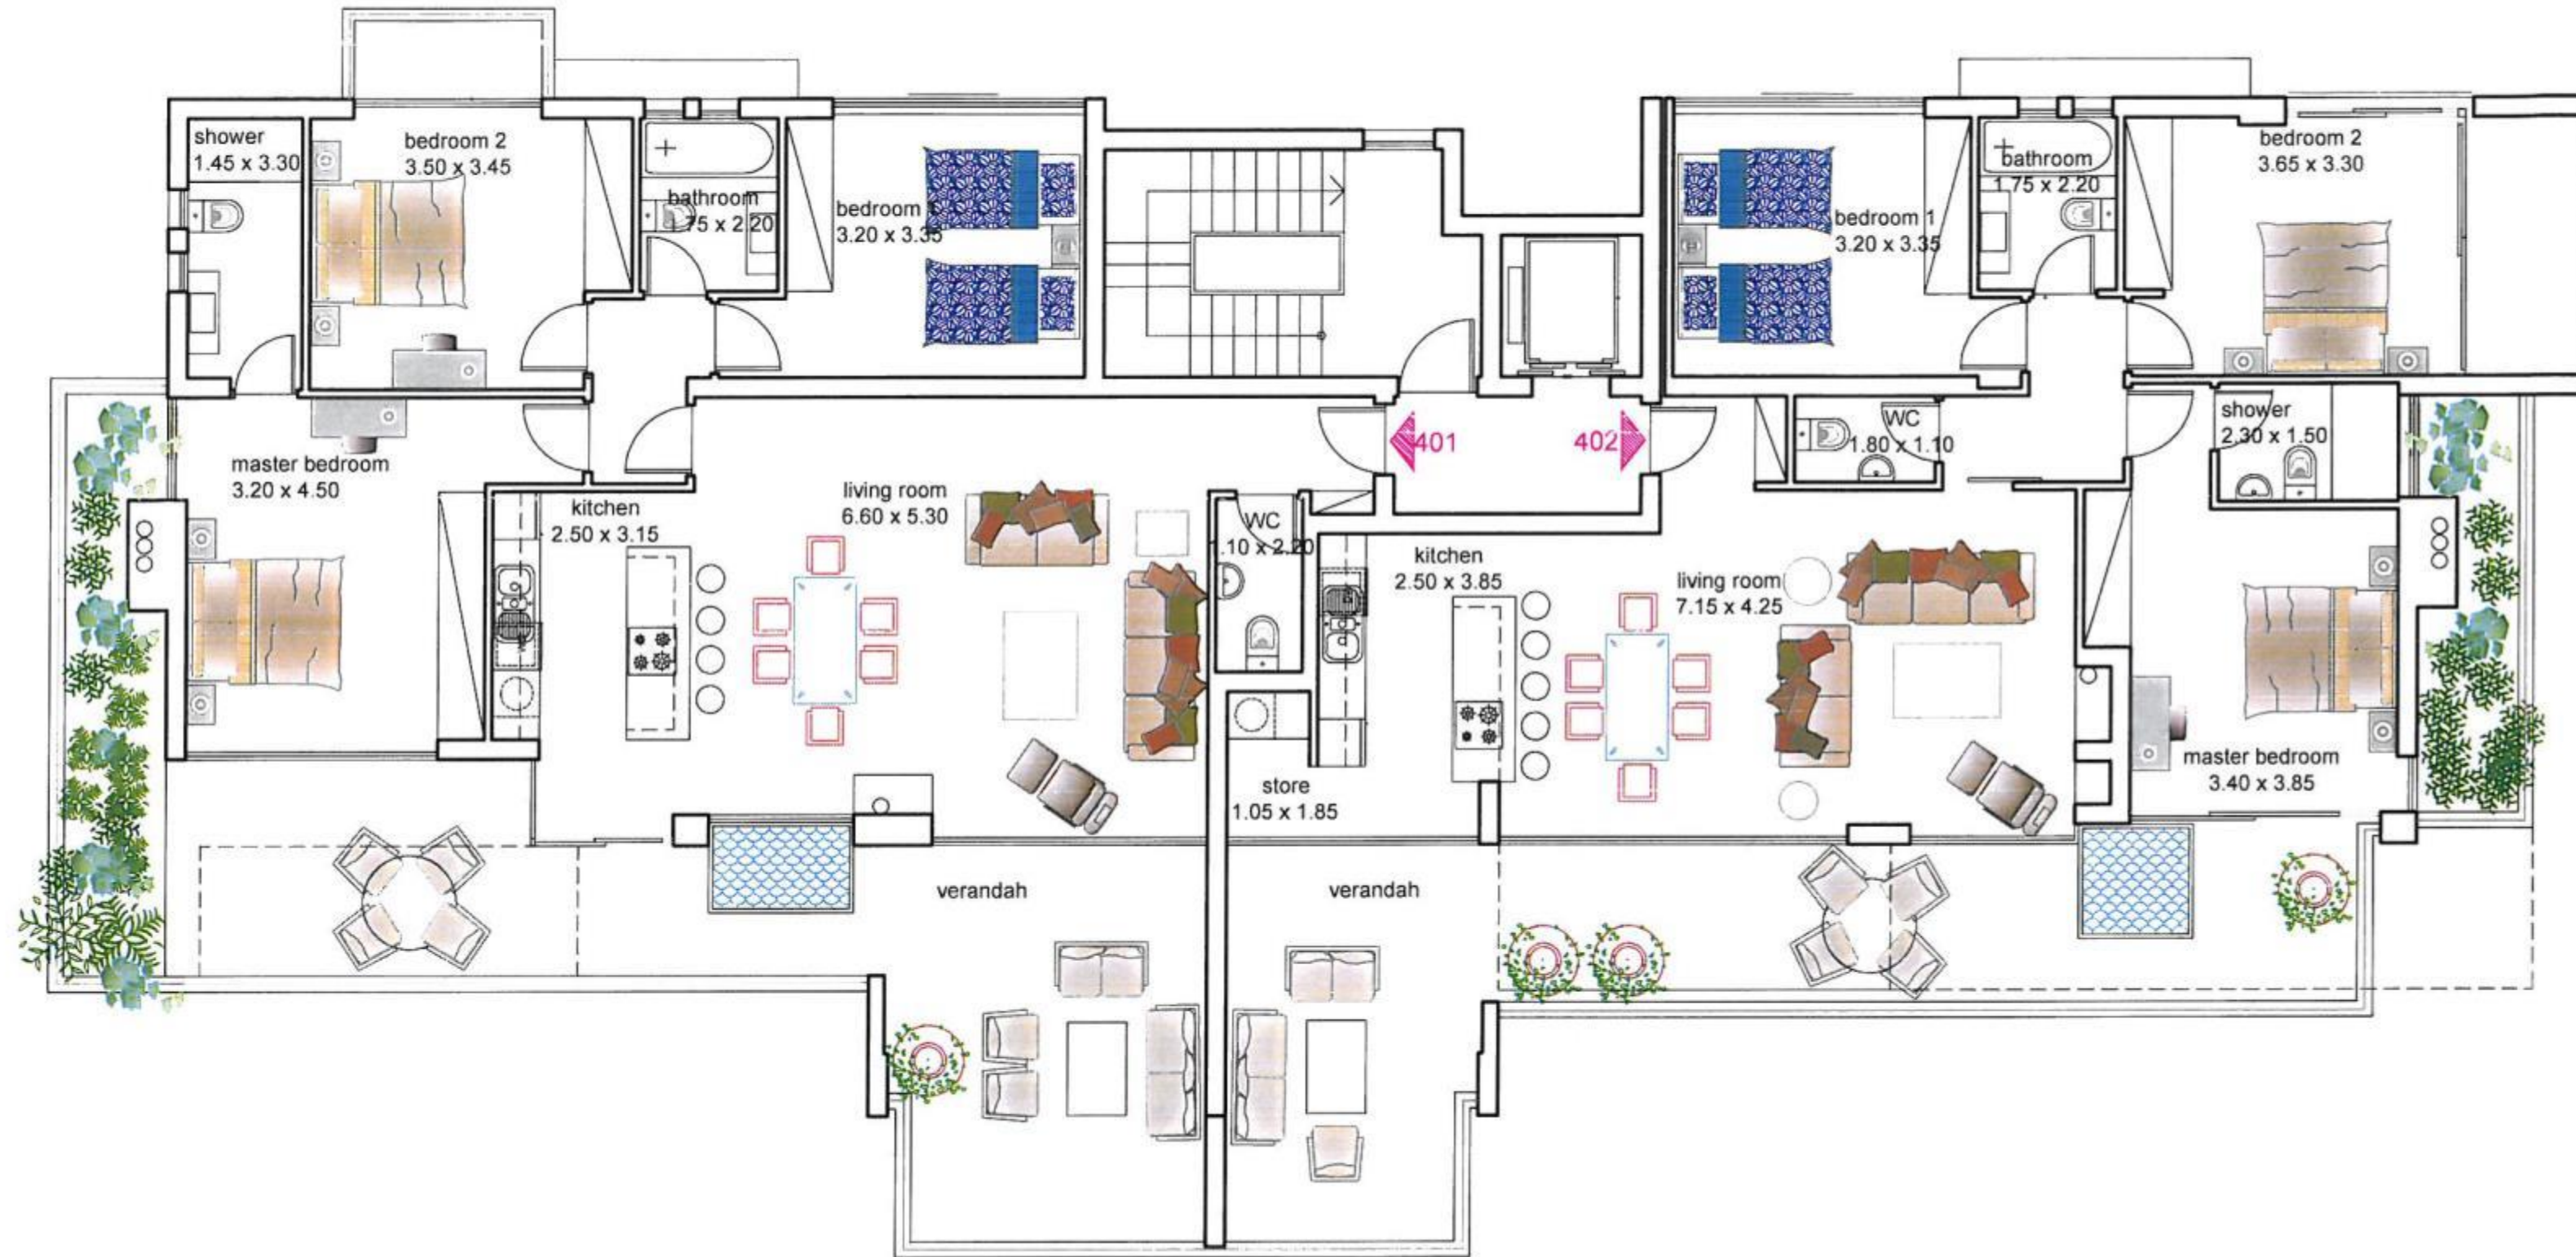 shower
1.45 x 3.30
bedroom 2
3.50 x 3.45
bathroom
75 x 2.20
bedroom 1
3.20 x 3.35
bedroom 1
3.20 x 3.35
bathroom
1.75 x 2.20
bedroom 2
3.65 x 3.30
master bedroom
3.20 x 4.50
kitchen
2.50 x 3.15
living room
6.60 x 5.30
401
402
WC
.10 x 2.20
WC
1.80 x 1.10
shower
2.30 x 1.50
kitchen
2.50 x 3.85
living room
7.15 x 4.25
store
1.05 x 1.85
master bedroom
3.40 x 3.85
verandah
verandah